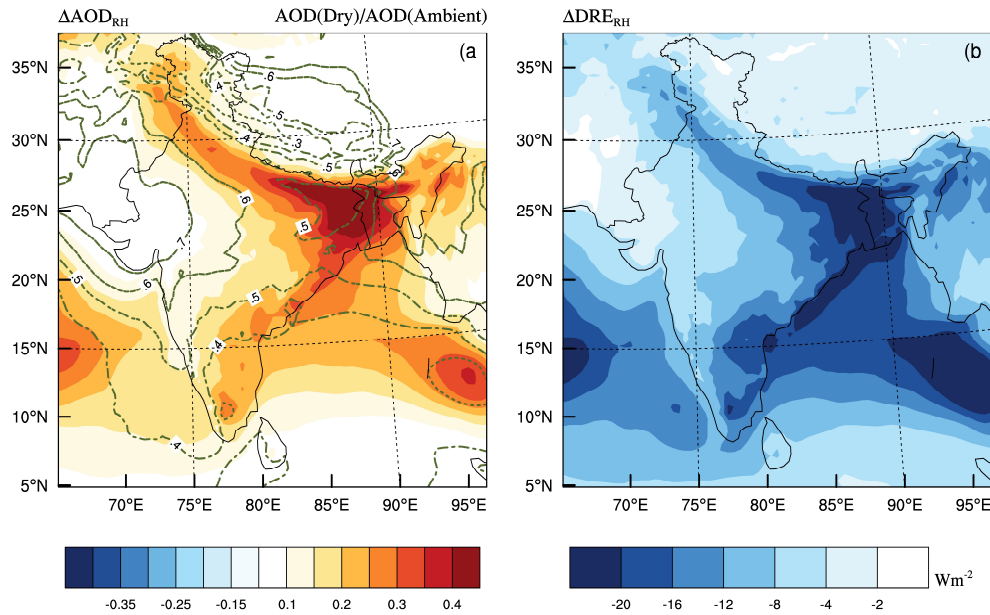 ΔAOD_RH AOD(Dry)/AOD(Ambient) ΔDRE_RH
(a) (b)
35°N 35°N
30°N 30°N
25°N 25°N
20°N 20°N
15°N 15°N
10°N 10°N
5°N 5°N
.6
.4
.5
.7
.4
.3
.5
.6
.6
.5
.7
.5
.6
.5
.4
.4
70°E 75°E 80°E 85°E 90°E 95°E 70°E 75°E 80°E 85°E 90°E 95°E
-0.35 -0.25 -0.15 0.1 0.2 0.3 0.4 -20 -16 -12 -8 -4 -2 Wm⁻²